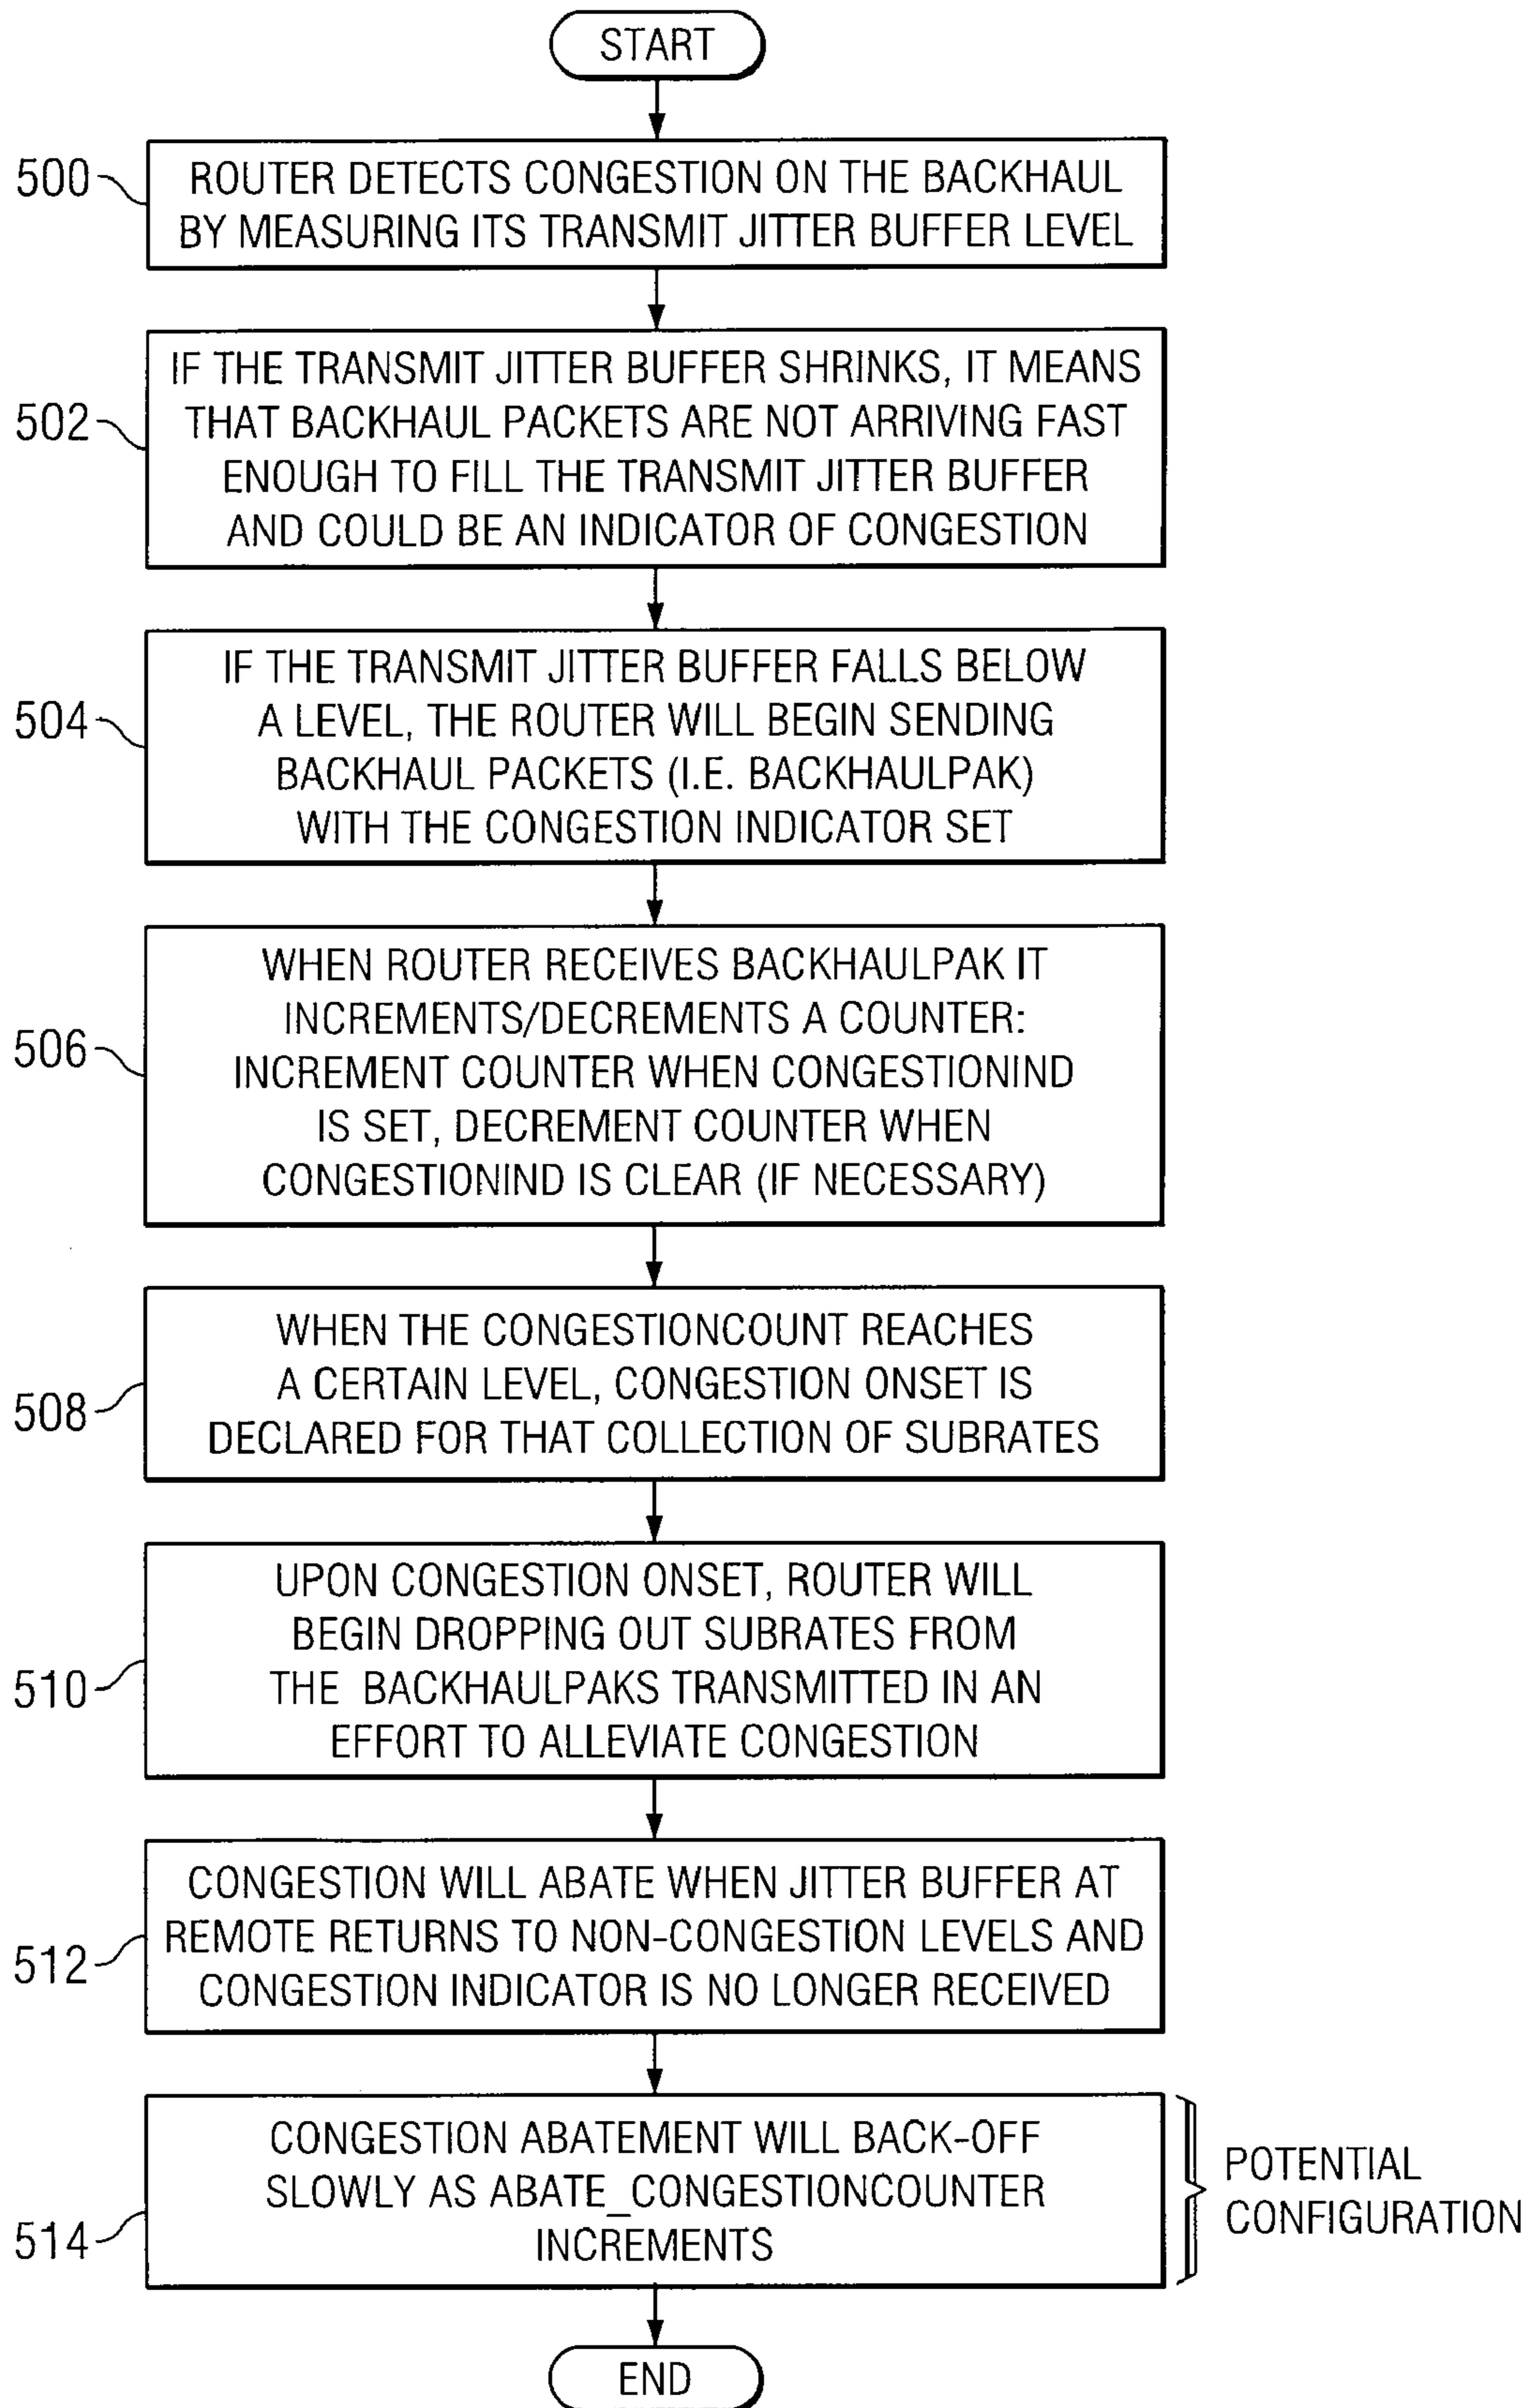 START
500
ROUTER DETECTS CONGESTION ON THE BACKHAUL
BY MEASURING ITS TRANSMIT JITTER BUFFER LEVEL
502
IF THE TRANSMIT JITTER BUFFER SHRINKS, IT MEANS
THAT BACKHAUL PACKETS ARE NOT ARRIVING FAST
ENOUGH TO FILL THE TRANSMIT JITTER BUFFER
AND COULD BE AN INDICATOR OF CONGESTION
504
IF THE TRANSMIT JITTER BUFFER FALLS BELOW
A LEVEL, THE ROUTER WILL BEGIN SENDING
BACKHAUL PACKETS (I.E. BACKHAULPAK)
WITH THE CONGESTION INDICATOR SET
506
WHEN ROUTER RECEIVES BACKHAULPAK IT
INCREMENTS/DECREMENTS A COUNTER:
INCREMENT COUNTER WHEN CONGESTIONIND
IS SET, DECREMENT COUNTER WHEN
CONGESTIONIND IS CLEAR (IF NECESSARY)
508
WHEN THE CONGESTIONCOUNT REACHES
A CERTAIN LEVEL, CONGESTION ONSET IS
DECLARED FOR THAT COLLECTION OF SUBRATES
510
UPON CONGESTION ONSET, ROUTER WILL
BEGIN DROPPING OUT SUBRATES FROM
THE BACKHAULPAKS TRANSMITTED IN AN
EFFORT TO ALLEVIATE CONGESTION
512
CONGESTION WILL ABATE WHEN JITTER BUFFER AT
REMOTE RETURNS TO NON-CONGESTION LEVELS AND
CONGESTION INDICATOR IS NO LONGER RECEIVED
514
CONGESTION ABATEMENT WILL BACK-OFF
SLOWLY AS ABATE_CONGESTIONCOUNTER
INCREMENTS
POTENTIAL
CONFIGURATION
END